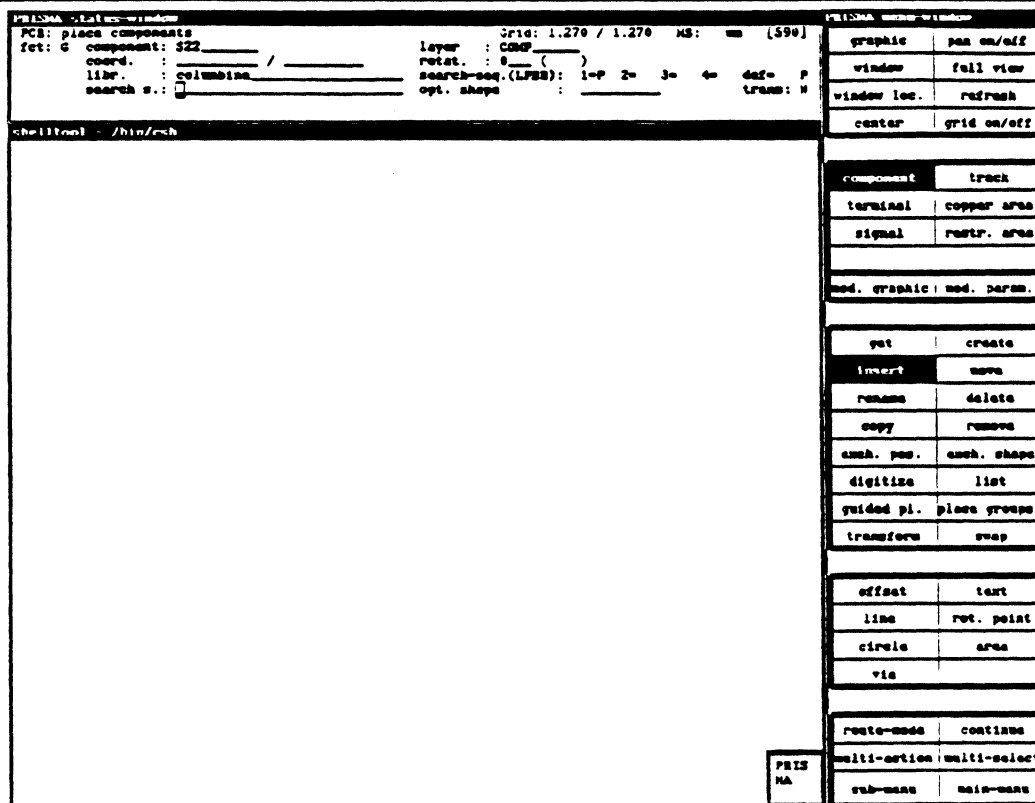 PRISMA status-window
PCB: place components Grid: 1.270 / 1.270 MS: mm [590]
fct: G component: S22 layer : COMP
coord. : / rotat. : 0 ( )
libr. : columbine search-seq.(LPSB): 1=P 2= 3= 4= def= P
search s.: opt. shape : trans: N
shelltool - /bin/csh
PRIS
MA
PRISMA menu-window
graphic pan on/off
window full view
window loc. refresh
center grid on/off
component track
terminal copper area
signal restr. area
mod. graphic mod. param.
get create
insert move
rename delete
copy remove
exch. pos. exch. shape
digitize list
guided pl. place groups
transform swap
offset text
line rot. point
circle area
via
route-mode continue
multi-action multi-select
sub-menu main-menu